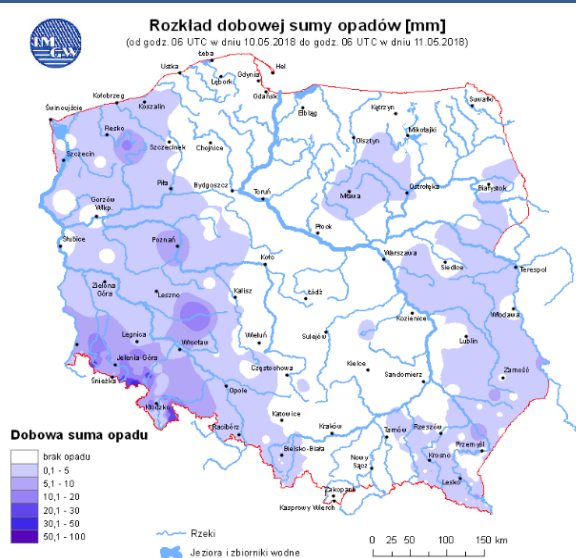 IMGW
Rozkład dobowej sumy opadów [mm]
(od godz. 06 UTC w dniu 10.05.2018 do godz. 06 UTC w dniu 11.05.2018)
Łeba
Ustka
Hel
Gdynia
Lębork
Gdańsk
Kołobrzeg
Koszalin
Świnoujście
Elbląg
Kętrzyn
Suwałki
Resko
Mikołajki
Olsztyn
Szczecinek
Chojnice
Szczecin
Piła
Bydgoszcz
Toruń
Mława
Ostrołęka
Białystok
Gorzów
Wlkp.
Płock
Słubice
Poznań
Koło
Warszawa
Siedlce
Terespol
Zielona
Góra
Leszno
Kalisz
Łódź
Kozienice
Włodawa
Legnica
Wrocław
Wieluń
Sulejów
Lublin
Jelenia Góra
Śnieżka
Częstochowa
Kielce
Sandomierz
Zamość
Opole
Kłodzko
Katowice
Racibórz
Kraków
Tarnów
Rzeszów
Przemyśl
Bielsko-Biała
Nowy
Sącz
Krosno
Lesko
Zakopane
Kasprowy Wierch
Dobowa suma opadu
brak opadu
0,1 - 5
5,1 - 10
10,1 - 20
20,1 - 30
30,1 - 50
50,1 - 100
Rzeki
Jeziora i zbiorniki wodne
0 25 50 100 150 km